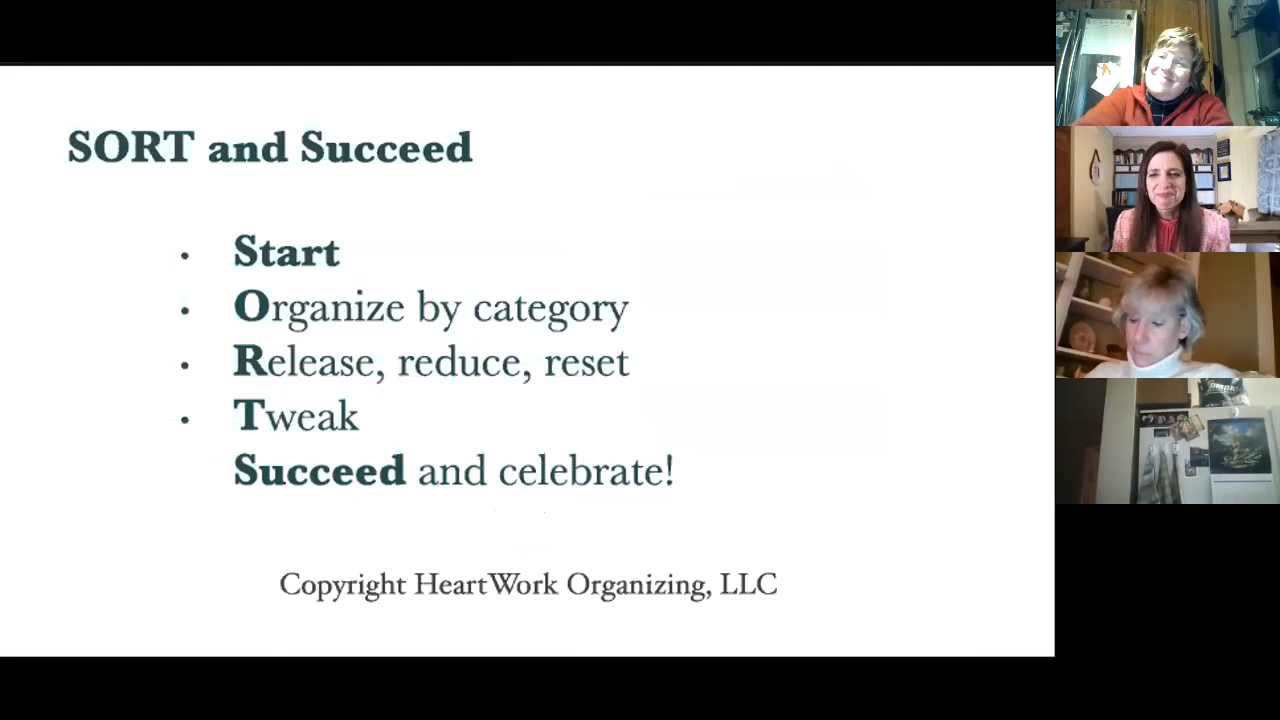 SORT and Succeed
• Start
• Organize by category
• Release, reduce, reset
• Tweak
Succeed and celebrate!
Copyright HeartWork Organizing, LLC